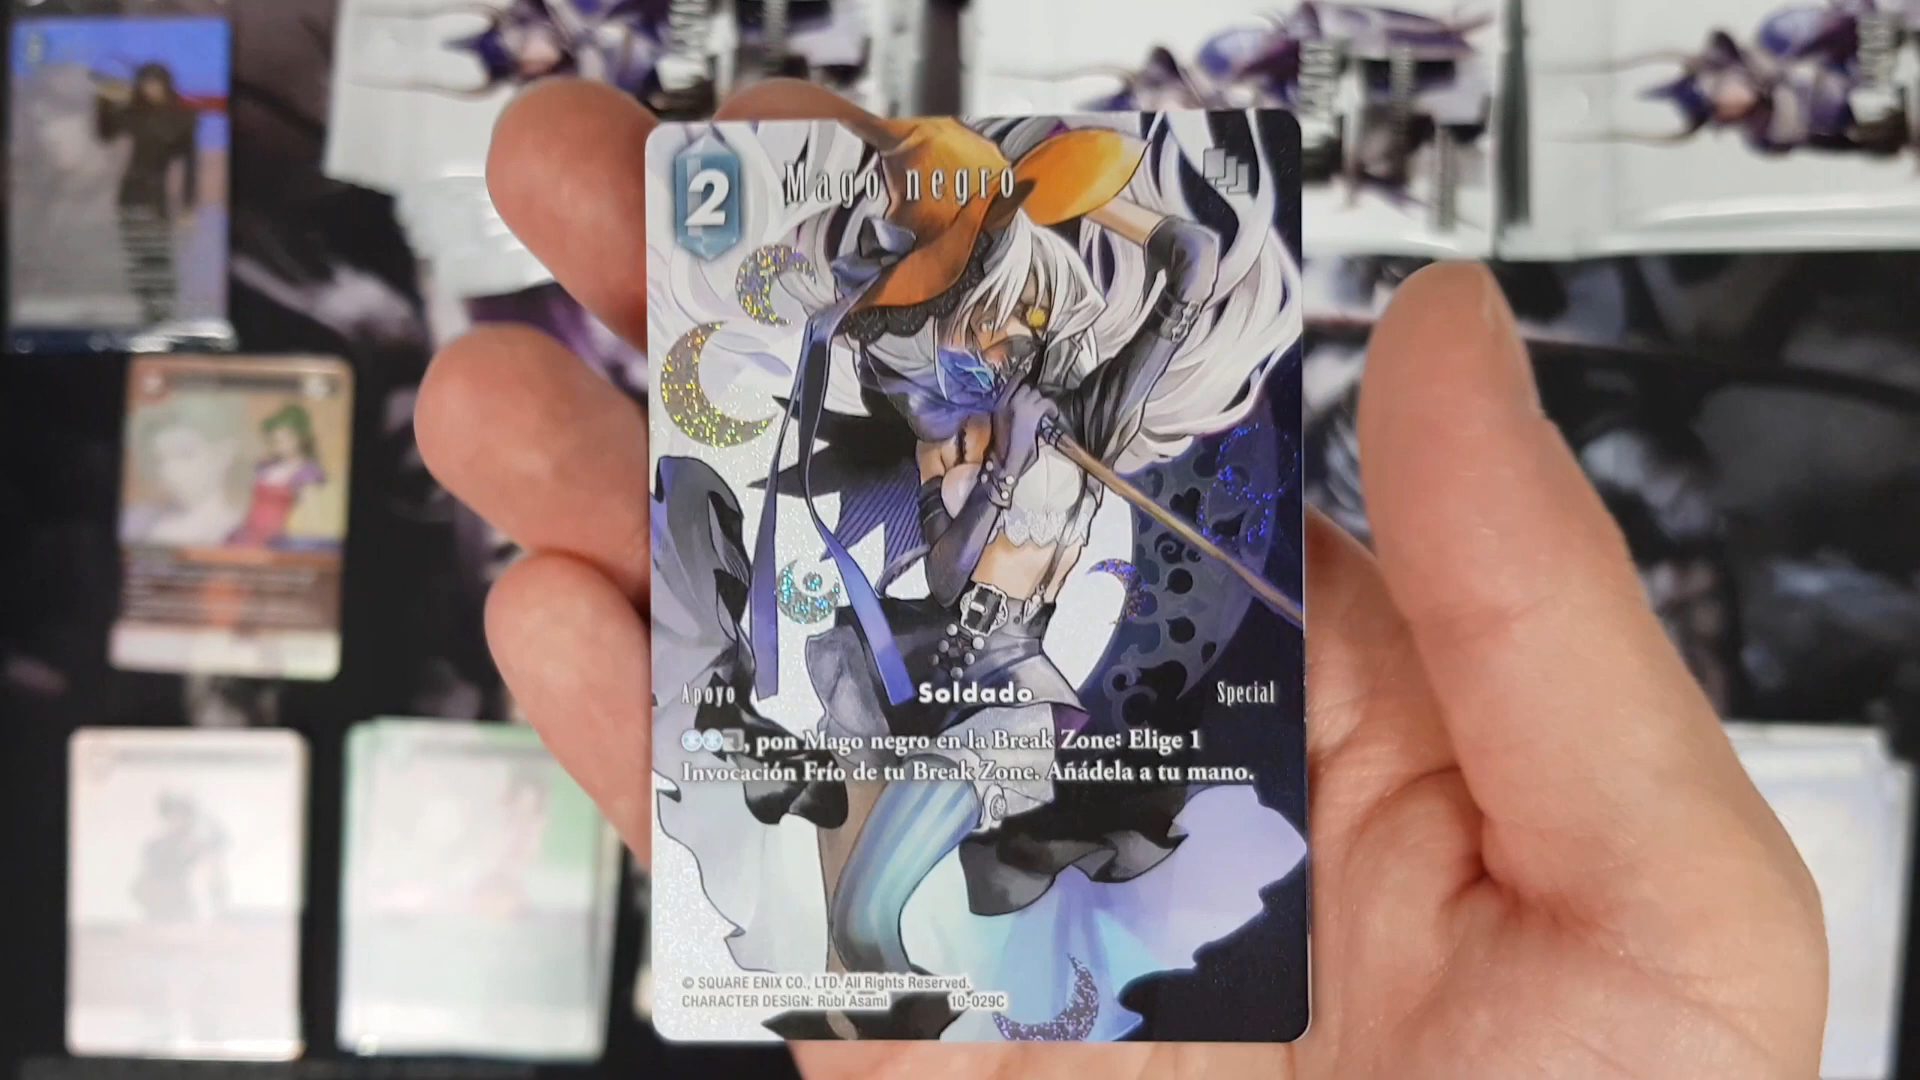 2
Mago negro
Apoyo
Soldado
Special
, pon Mago negro en la Break Zone: Elige 1
Invocación Frío de tu Break Zone. Añádela a tu mano.
© SQUARE ENIX CO., LTD. All Rights Reserved.
CHARACTER DESIGN: Rubi Asami
10-029C